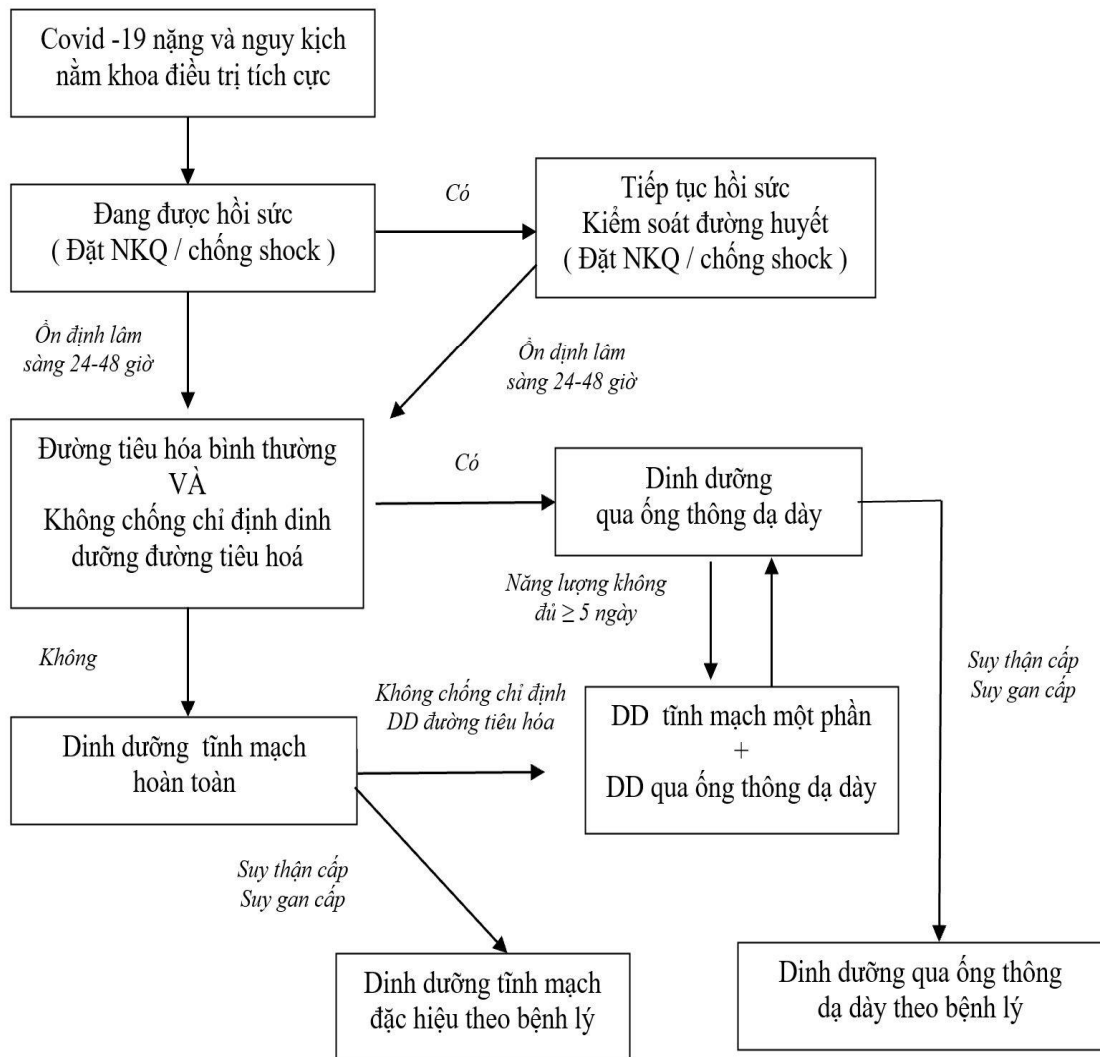 Covid -19 nặng và nguy kịch
nằm khoa điều trị tích cực
Đang được hồi sức
( Đặt NKQ / chống shock )
Có
Tiếp tục hồi sức
Kiểm soát đường huyết
( Đặt NKQ / chống shock )
Ổn định lâm
sàng 24-48 giờ
Ổn định lâm
sàng 24-48 giờ
Đường tiêu hóa bình thường
VÀ
Không chống chỉ định dinh
dưỡng đường tiêu hoá
Có
Dinh dưỡng
qua ống thông dạ dày
Năng lượng không
đủ ≥ 5 ngày
Không
Suy thận cấp
Suy gan cấp
Không chống chỉ định
DD đường tiêu hóa
Dinh dưỡng tĩnh mạch
hoàn toàn
DD tĩnh mạch một phần
+
DD qua ống thông dạ dày
Suy thận cấp
Suy gan cấp
Dinh dưỡng tĩnh mạch
đặc hiệu theo bệnh lý
Dinh dưỡng qua ống thông
dạ dày theo bệnh lý